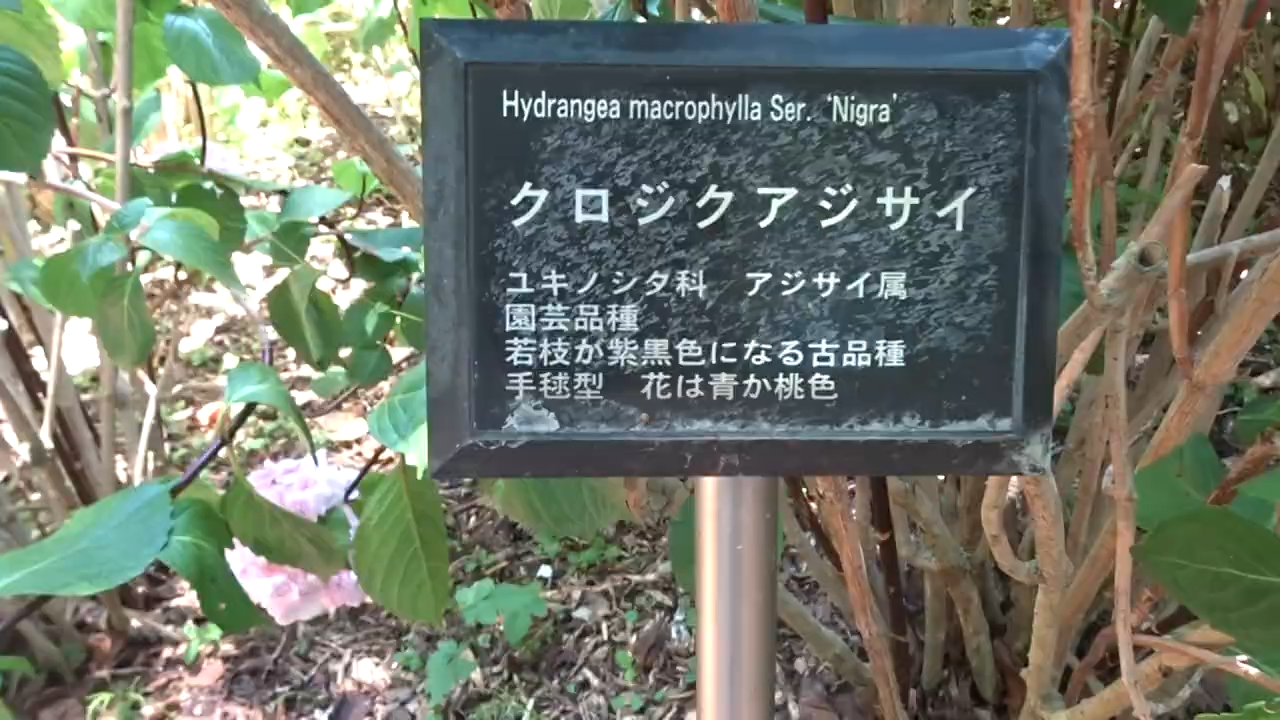 Hydrangea macrophylla Ser. ‘Nigra’
クロジクアジサイ
ユキノシタ科　アジサイ属
園芸品種
若枝が紫黒色になる古品種
手毬型　花は青か桃色